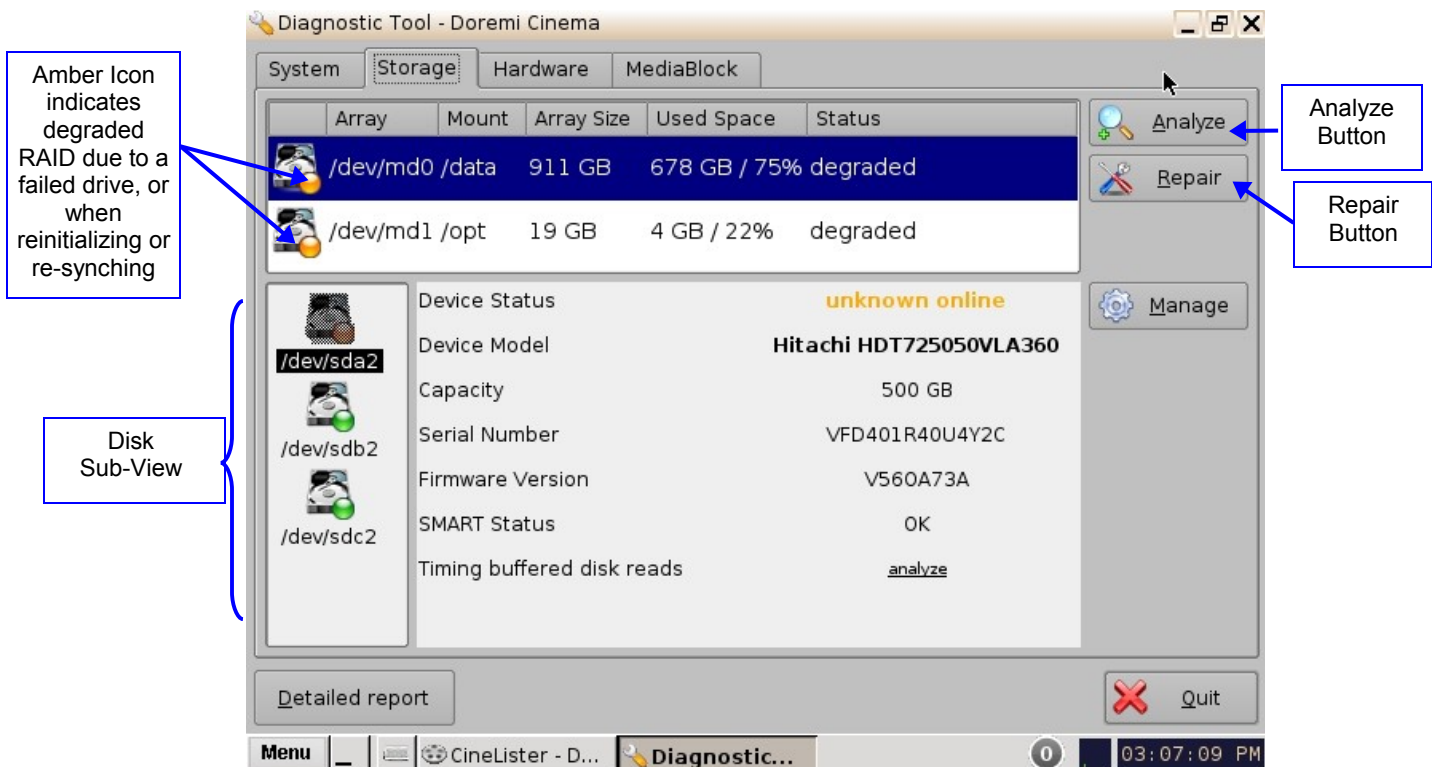 Diagnostic Tool - Doremi Cinema
System Storage Hardware MediaBlock
Amber Icon
indicates
degraded
RAID due to a
failed drive, or
when
reinitializing or
re-synching
Array Mount Array Size Used Space Status
/dev/md0 /data 911 GB 678 GB / 75% degraded
/dev/md1 /opt 19 GB 4 GB / 22% degraded
Analyze
Repair
Manage
Analyze
Button
Repair
Button
Disk
Sub-View
/dev/sda2
/dev/sdb2
/dev/sdc2
Device Status unknown online
Device Model Hitachi HDT725050VLA360
Capacity 500 GB
Serial Number VFD401R40U4Y2C
Firmware Version V560A73A
SMART Status OK
Timing buffered disk reads analyze
Detailed report
Quit
Menu _ CineLister - D... Diagnostic... 0 03:07:09 PM